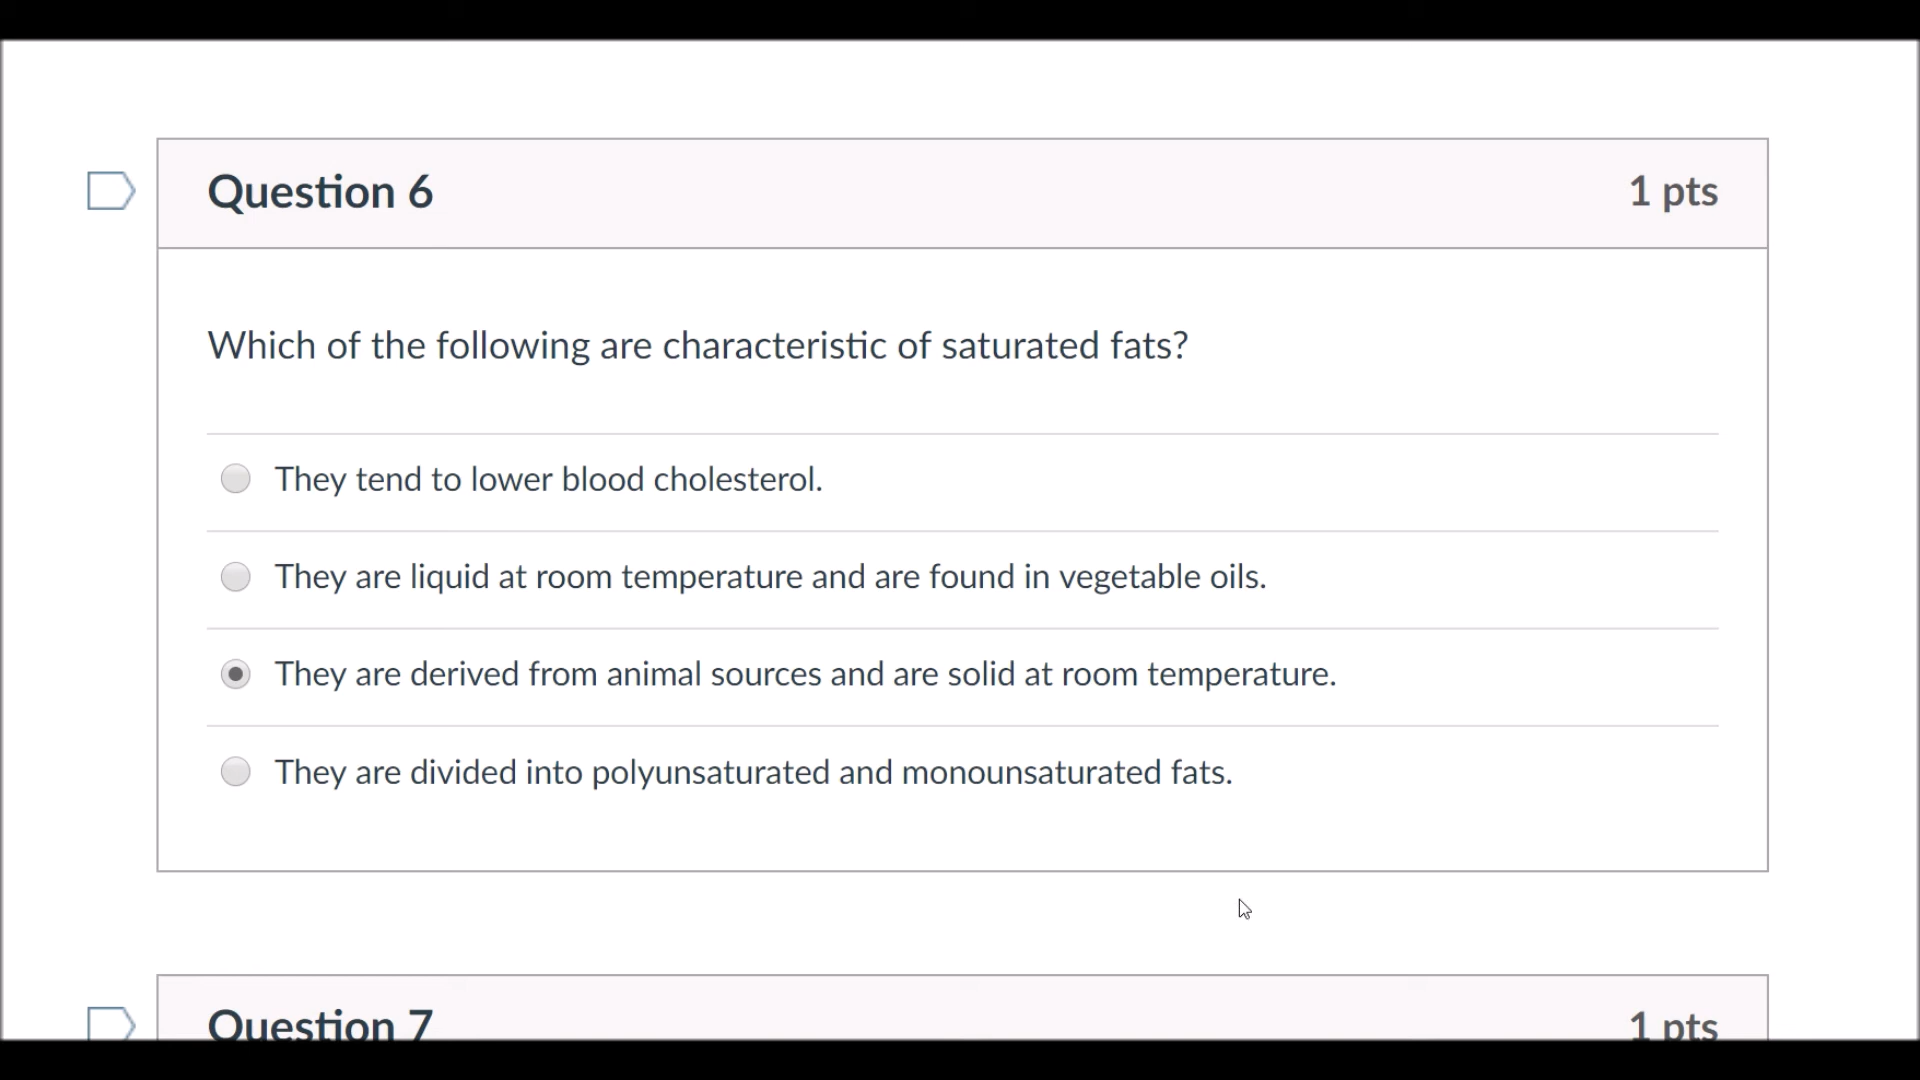 Question 6
1 pts
Which of the following are characteristic of saturated fats?
They tend to lower blood cholesterol.
They are liquid at room temperature and are found in vegetable oils.
They are derived from animal sources and are solid at room temperature.
They are divided into polyunsaturated and monounsaturated fats.
Question 7
1 pts